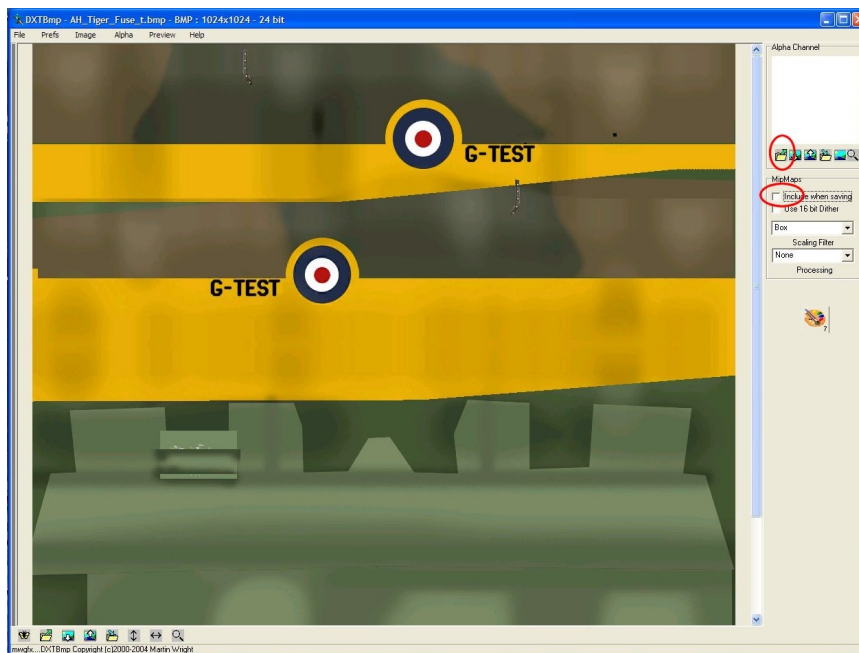 DXTBmp - AH_Tiger_Fuse_t.bmp - BMP : 1024x1024 - 24 bit
File Prefs Image Alpha Preview Help
Alpha Channel
G-TEST
MipMaps
Include when saving
Use 16 bit Dither
Box
Scaling Filter
None
Processing
G-TEST
?
mwgfx....DXTBmp Copyright (c)2000-2004 Martin Wright